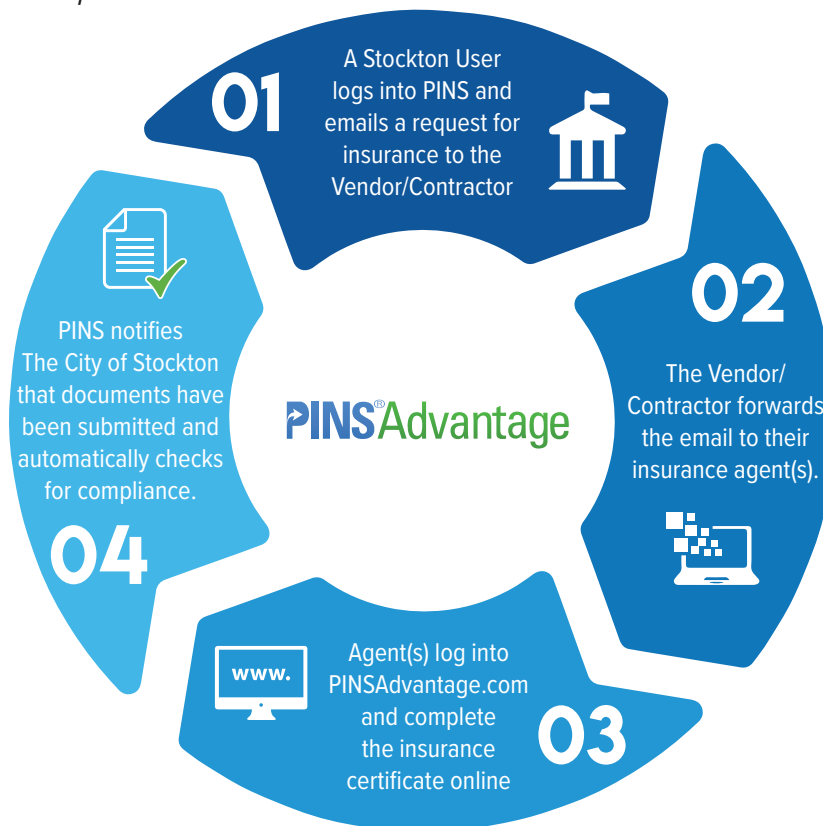 01
A Stockton User
logs into PINS and
emails a request for
insurance to the
Vendor/Contractor
02
The Vendor/
Contractor forwards
the email to their
insurance agent(s).
03
Agent(s) log into
PINSAdvantage.com
and complete
the insurance
certificate online
www.
04
PINS notifies
The City of Stockton
that documents have
been submitted and
automatically checks
for compliance.
PINS®Advantage